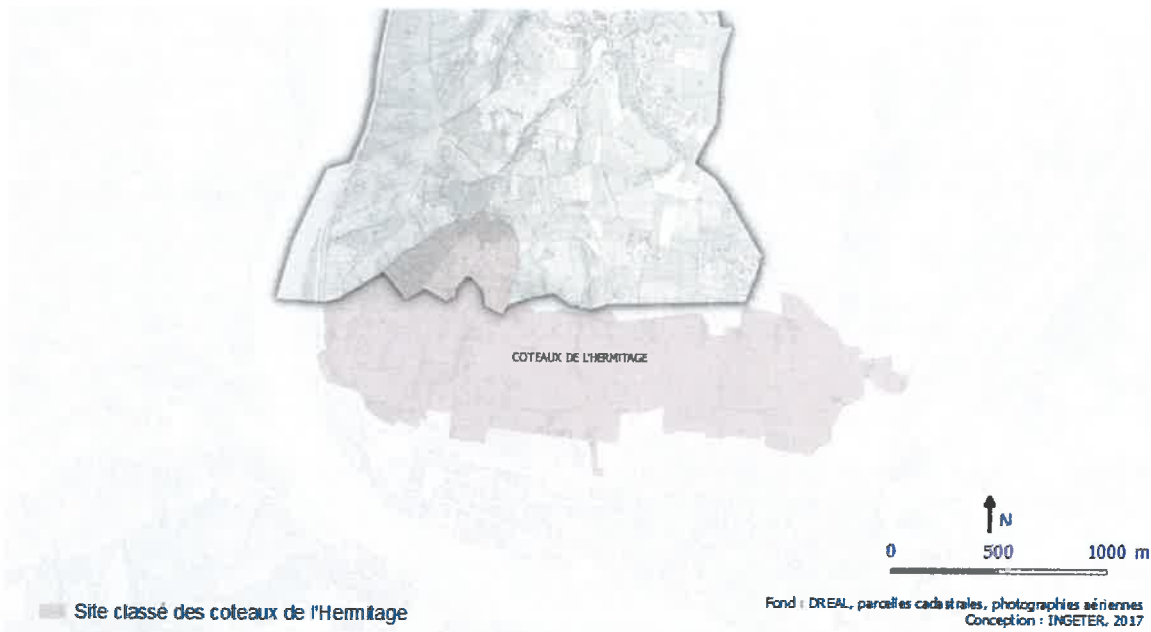 COTEAUX DE L'HERMITAGE
N
0 500 1000 m
Site classé des coteaux de l'Hermitage
Fond : DREAL, parcelles cadastrales, photographies aériennes
Conception : INGETER, 2017